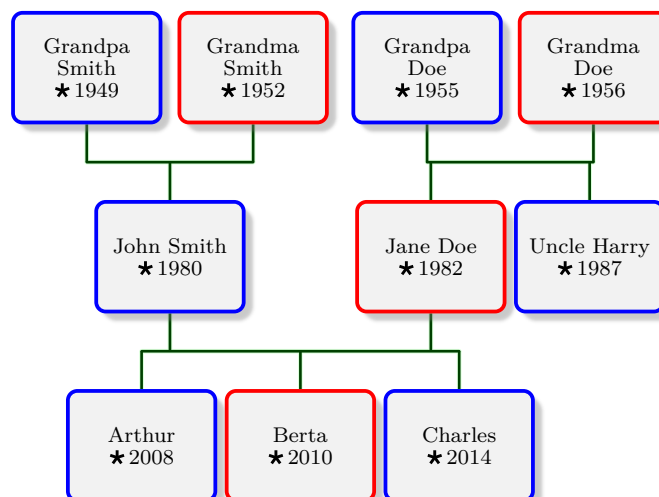 Grandpa
Smith
★1949
Grandma
Smith
★1952
Grandpa
Doe
★1955
Grandma
Doe
★1956
John Smith
★1980
Jane Doe
★1982
Uncle Harry
★1987
Arthur
★2008
Berta
★2010
Charles
★2014